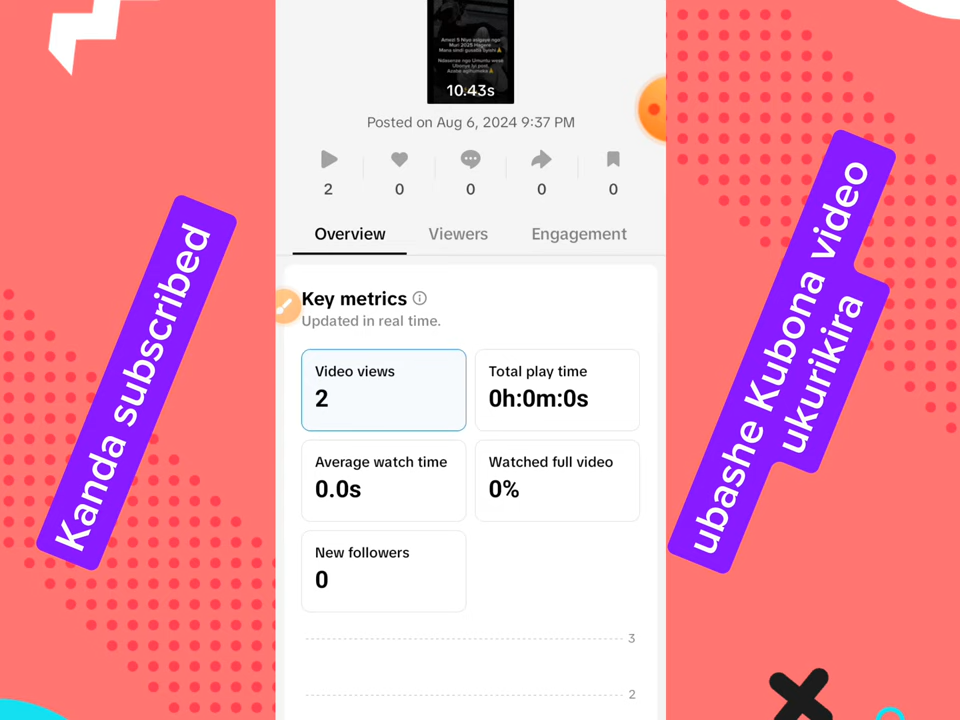 10.43s
Posted on Aug 6, 2024 9:37 PM
2 0 0 0 0
Overview Viewers Engagement
Key metrics
Updated in real time.
Video views
2
Total play time
0h:0m:0s
Average watch time
0.0s
Watched full video
0%
New followers
0
3
2
Kanda subscribed
ubashe Kubona video
ukurikira